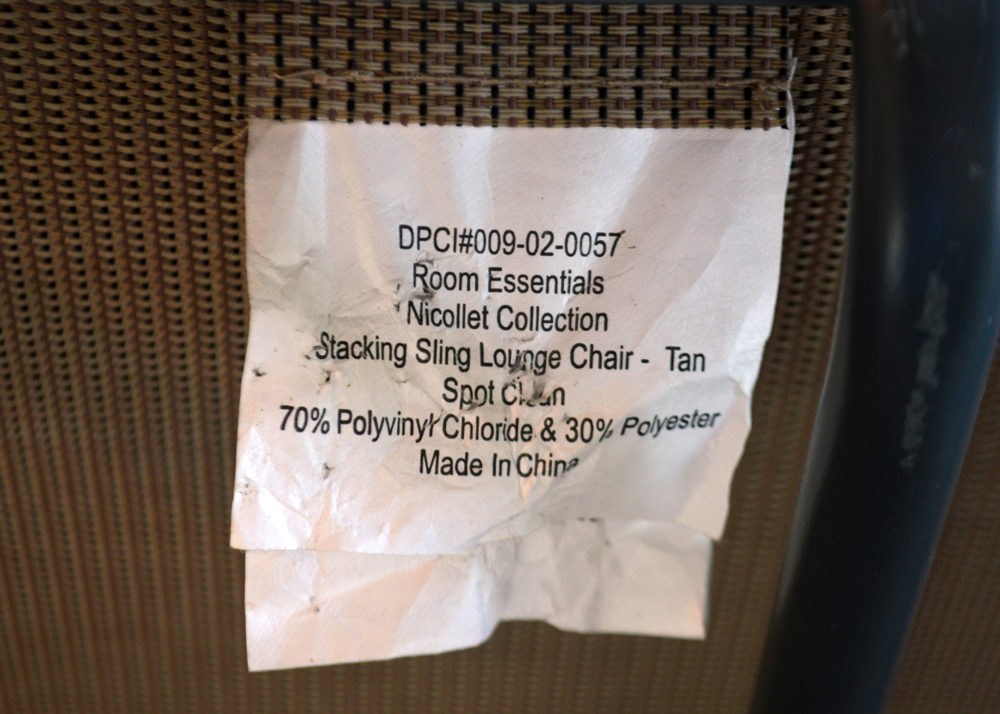 DPCI#009-02-0057
Room Essentials
Nicollet Collection
Stacking Sling Lounge Chair - Tan
Spot Clean
70% Polyvinyl Chloride & 30% Polyester
Made In China